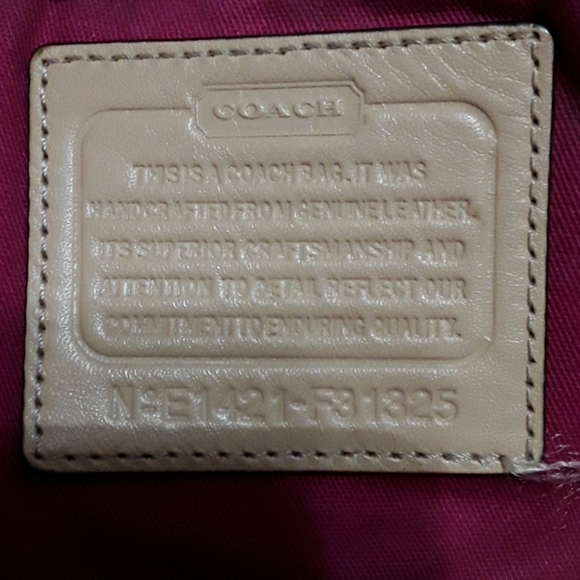 COACH
THIS IS A COACH BAG. IT WAS
HANDCRAFTED FROM GENUINE LEATHER.
ITS SUPERIOR CRAFTSMANSHIP AND
ATTENTION TO DETAIL REFLECT OUR
COMMITMENT TO ENDURING QUALITY.
Nº E1421-F31325